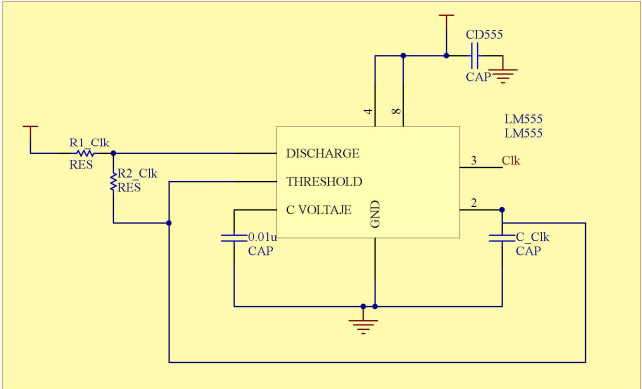 CD555
CAP
4
8
LM555
LM555
R1_Clk
RES
DISCHARGE
3
Clk
R2_Clk
RES
THRESHOLD
C VOLTAJE
GND
2
0.01u
CAP
C_Clk
CAP